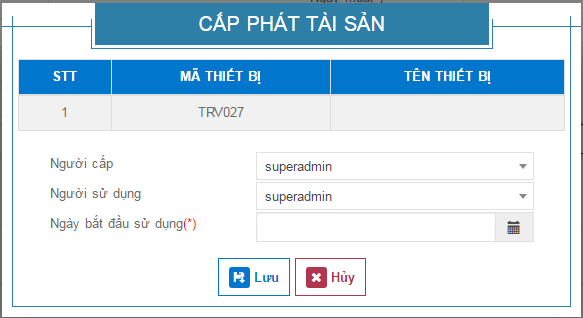 CẤP PHÁT TÀI SẢN
STT MÃ THIẾT BỊ TÊN THIẾT BỊ
1 TRV027
Người cấp superadmin
Người sử dụng superadmin
Ngày bắt đầu sử dụng(*)
Lưu Hủy